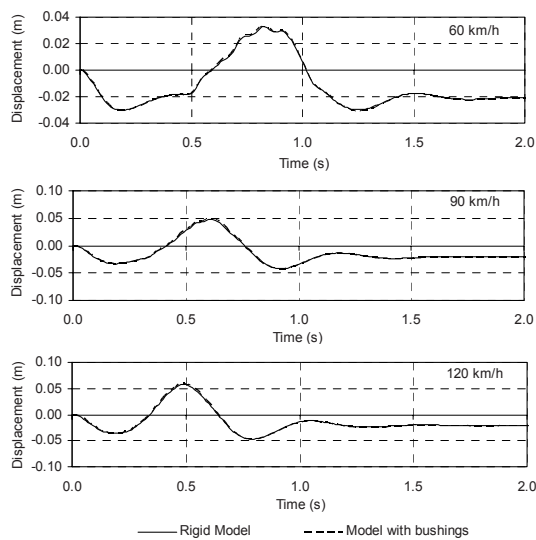 0.04
60 km/h
0.02
0.00
-0.02
-0.04
Displacement (m)
0.0 0.5 1.0 1.5 2.0
Time (s)
0.10
90 km/h
0.05
0.00
-0.05
-0.10
Displacement (m)
0.0 0.5 1.0 1.5 2.0
Time (s)
0.10
120 km/h
0.05
0.00
-0.05
-0.10
Displacement (m)
0.0 0.5 1.0 1.5 2.0
Time (s)
Rigid Model Model with bushings